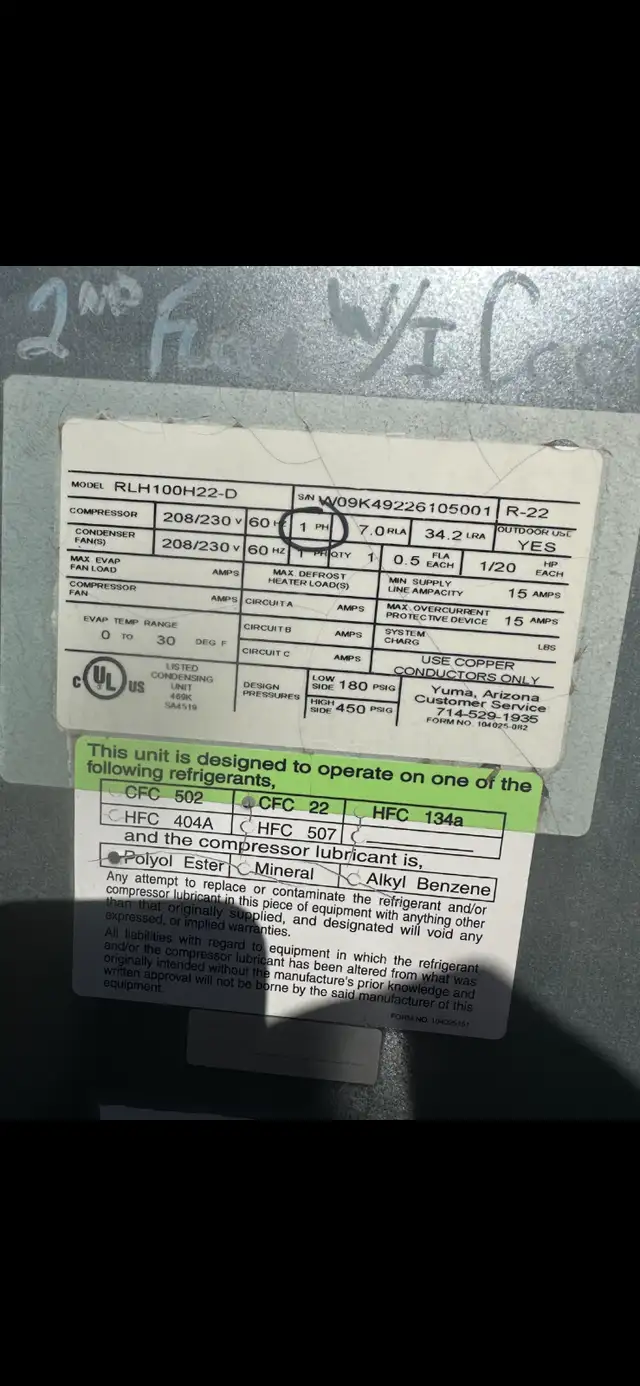 2ND W/I
MODEL RLH100H22-D S/N W09K49226105001 R-22
COMPRESSOR 208/230 V 60 HZ 1 PH 7.0 RLA 34.2 LRA OUTDOOR USE YES
CONDENSER FAN(S) 208/230 V 60 HZ 1 PH QTY 1 0.5 FLA EACH 1/20 HP EACH
MAX EVAP FAN LOAD AMPS MAX. DEFROST HEATER LOAD(S) MIN SUPPLY LINE AMPACITY 15 AMPS
COMPRESSOR FAN AMPS CIRCUIT A AMPS MAX. OVERCURRENT PROTECTIVE DEVICE 15 AMPS
EVAP TEMP RANGE 0 TO 30 DEG F CIRCUIT B AMPS SYSTEM CHARG LBS
CIRCUIT C AMPS USE COPPER CONDUCTORS ONLY
C UL US LISTED CONDENSING UNIT DESIGN PRESSURES LOW SIDE 180 PSIG
HIGH SIDE 450 PSIG
Yuma, Arizona
Customer Service
714-529-1935
FORM NO. 104025-082
This unit is designed to operate on one of the
following refrigerants,
CFC 502 CFC 22 HFC 134a
HFC 404A HFC 507
and the compressor lubricant is,
Polyol Ester Mineral Alkyl Benzene
Any attempt to replace or contaminate the refrigerant and/or
compressor lubricant in this piece of equipment with anything other
than that originally supplied, and designated will void any
expressed, or implied warranties.
All liabilities with regard to equipment in which the refrigerant
and/or the compressor lubricant has been altered from what was
originally intended without the manufacture's prior knowledge and
written approval will not be borne by the said manufacturer of this
equipment.
FORM NO.